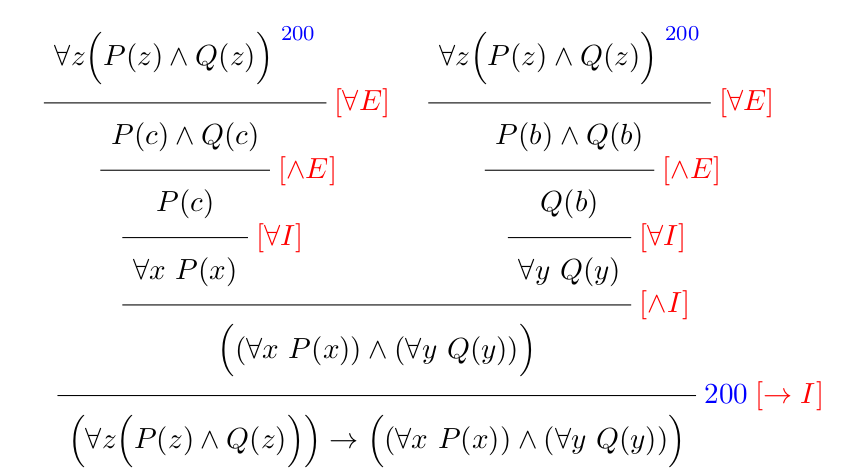 ∀z(P(z) ∧ Q(z)) 200 ∀z(P(z) ∧ Q(z)) 200
[∀E] [∀E]
P(c) ∧ Q(c) P(b) ∧ Q(b)
[∧E] [∧E]
P(c) Q(b)
[∀I] [∀I]
∀x P(x) ∀y Q(y)
[∧I]
((∀x P(x)) ∧ (∀y Q(y)))
200 [→ I]
(∀z(P(z) ∧ Q(z))) → ((∀x P(x)) ∧ (∀y Q(y)))